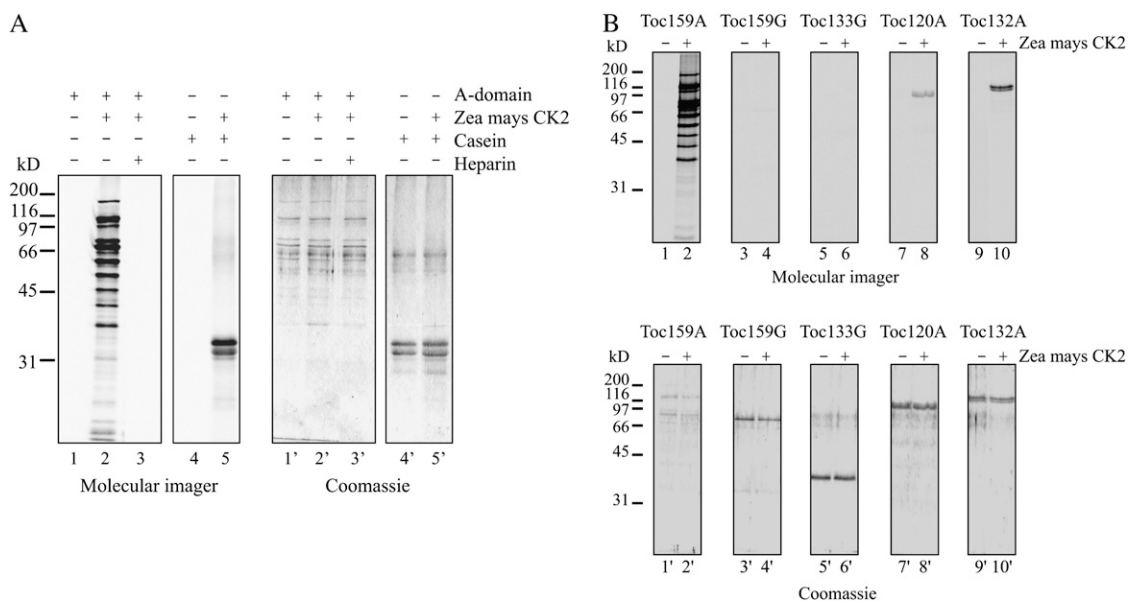 A
+ + + – – + + + – – A-domain
– + + – + – + + – + Zea mays CK2
– – – + + – – – + + Casein
– – + – – – – + – – Heparin
kD
200
116
97
66
45
31
1 2 3 4 5 1' 2' 3' 4' 5'
Molecular imager Coomassie
B
Toc159A Toc159G Toc133G Toc120A Toc132A
kD – + – + – + – + – + Zea mays CK2
200
116
97
66
45
31
1 2 3 4 5 6 7 8 9 10
Molecular imager
Toc159A Toc159G Toc133G Toc120A Toc132A
kD – + – + – + – + – + Zea mays CK2
200
116
97
66
45
31
1' 2' 3' 4' 5' 6' 7' 8' 9' 10'
Coomassie